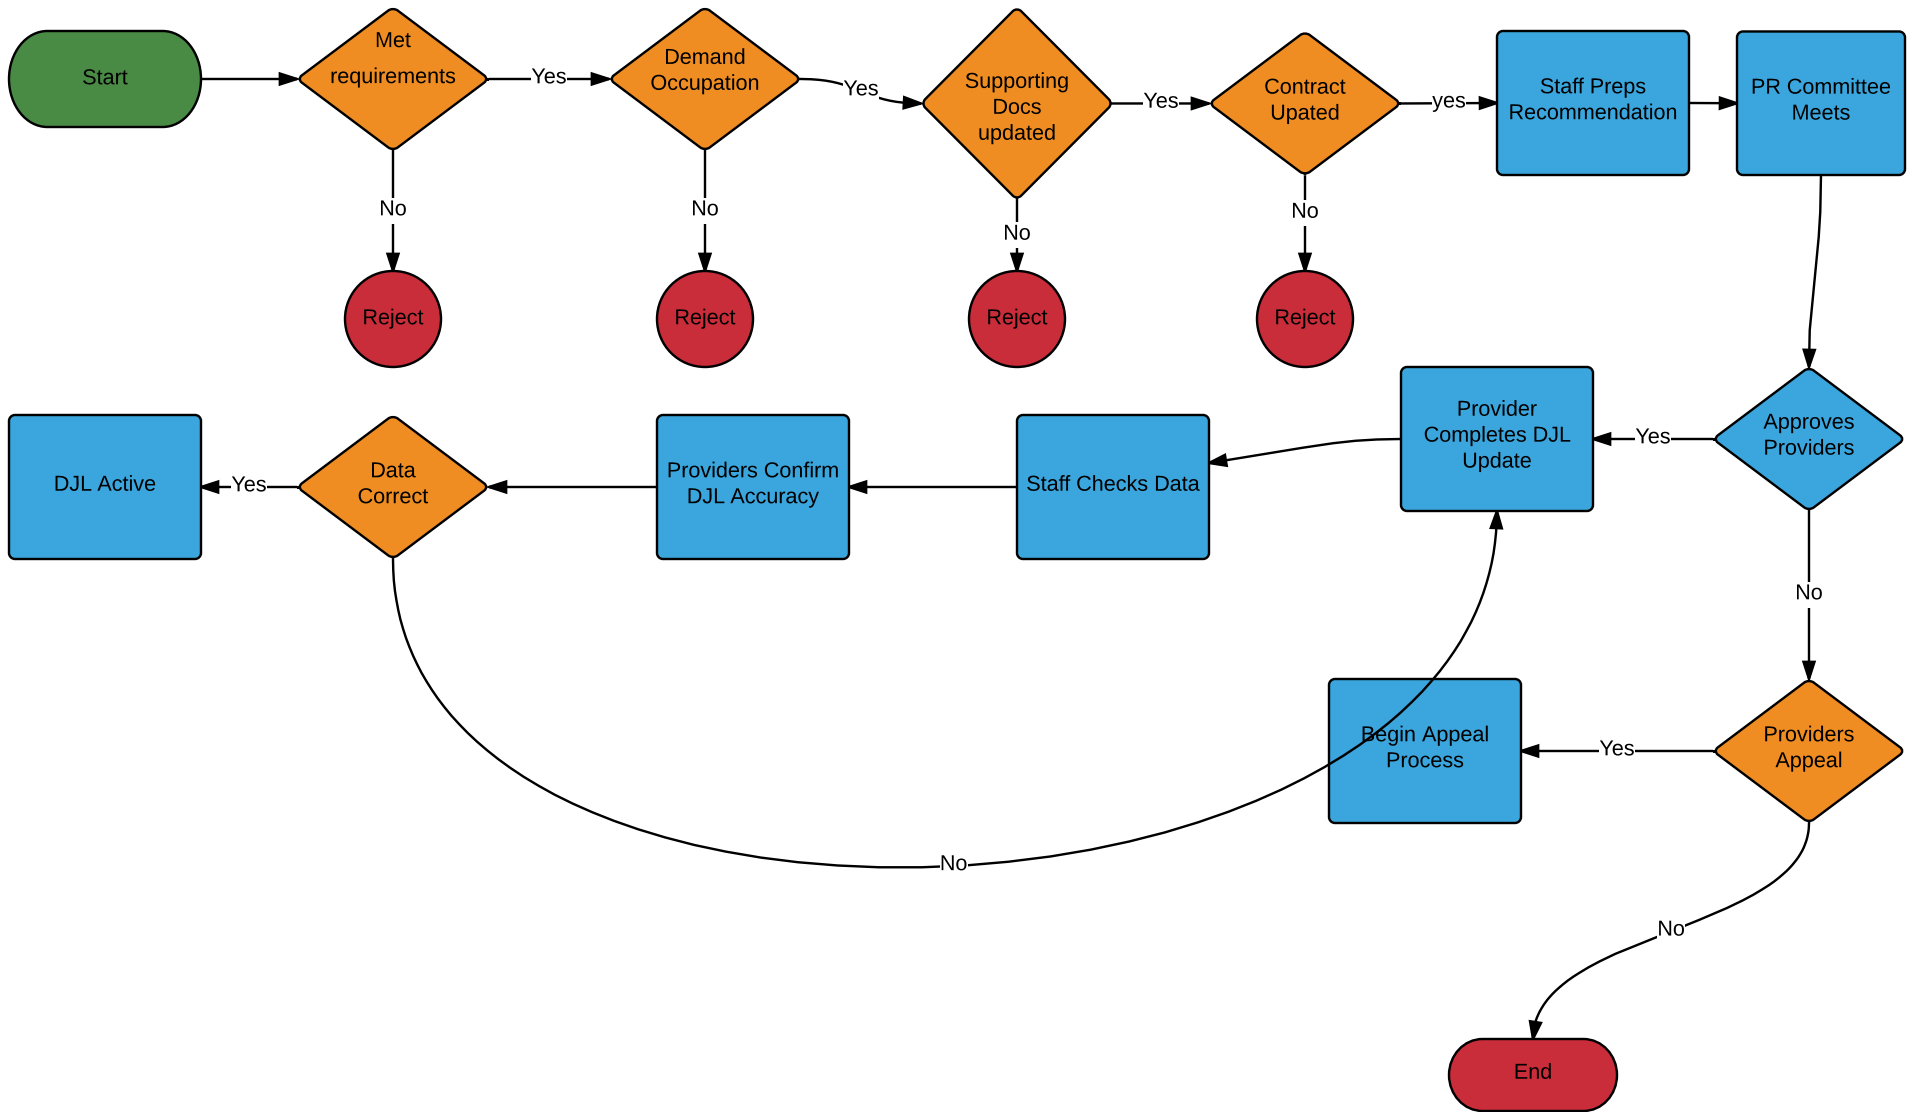 Start
Met
requirements
Yes
Demand
Occupation
Yes
Supporting
Docs
updated
Yes
Contract
Upated
yes
Staff Preps
Recommendation
PR Committee
Meets
No
No
No
No
Reject
Reject
Reject
Reject
DJL Active
Yes
Data
Correct
Providers Confirm
DJL Accuracy
Staff Checks Data
Provider
Completes DJL
Update
Yes
Approves
Providers
No
Begin Appeal
Process
Yes
Providers
Appeal
No
No
End